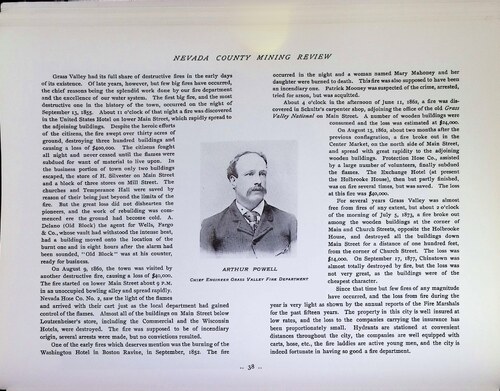 NEVADA COUNTY MINING REVIEW
Grass Valley had its full share of destructive fires in the early days
of its existence. Of late years, however, but few big fires have occurred,
the chief reasons being the splendid work done by our fire department
and the excellence of our water system. The first big fire, and the most
destructive one in the history of the town, occurred on the night of
September 13, 1855. About 11 o'clock of that night a fire was discovered
in the United States Hotel on lower Main Street, which rapidly spread to
the adjoining buildings. Despite the heroic efforts
of the citizens, the fire swept over thirty acres of
ground, destroying three hundred buildings and
causing a loss of $400,000. The citizens fought
all night and never ceased until the flames were
subdued for want of material to live upon. In
the business portion of town only two buildings
escaped, the store of H. Silvester on Main Street
and a block of three stores on Mill Street. The
churches and Temperance Hall were saved by
reason of their being just beyond the limits of the
fire. But the great loss did not dishearten the
pioneers, and the work of rebuilding was com-
menced ere the ground had become cold. A.
Delano (Old Block) the agent for Wells, Fargo
& Co., whose vault had withstood the intense heat,
had a building moved onto the location of the
burnt one and in eight hours after the alarm had
been sounded, "Old Block" was at his counter,
ready for business.
On August 9, 1860, the town was visited by
another destructive fire, causing a loss of $50,000.
The fire started on lower Main Street about 9 P.M.
in an unoccupied bowling alley and spread rapidly.
Nevada Hose Co. No. 2, saw the light of the flames
and arrived with their cart just as the local department had gained
control of the flames. Almost all of the buildings on Main Street below
Loutzenheiser's store, including the Commercial and the Wisconsin
Hotels, were destroyed. The fire was supposed to be of incendiary
origin, several arrests were made, but no convictions resulted.
One of the early fires which deserves mention was the burning of the
Washington Hotel in Boston Ravine, in September, 1852. The fire
ARTHUR POWELL
CHIEF ENGINEER GRASS VALLEY FIRE DEPARTMENT
occurred in the night and a woman named Mary Mahoney and her
daughter were burned to death. This fire was also supposed to have been
an incendiary one. Patrick Mooney was suspected of the crime, arrested,
tried for arson, but was acquitted.
About 4 o'clock in the afternoon of June 11, 1862, a fire was dis-
covered in Schultz's carpenter shop, adjoining the office of the old Grass
Valley National on Main Street. A number of wooden buildings were
consumed and the loss was estimated at $24,000.
On August 13, 1862, about two months after the
previous conflagration, a fire broke out in the
Center Market, on the north side of Main Street,
and spread with great rapidity to the adjoining
wooden buildings. Protection Hose Co., assisted
by a large number of volunteers, finally subdued
the flames. The Exchange Hotel (at present
the Holbrooke House), then but partly finished,
was on fire several times, but was saved. The loss
at this fire was $40,000.
For several years Grass Valley was almost
free from fires of any extent, but about 2 o'clock
of the morning of July 5, 1873, a fire broke out
among the wooden buildings at the corner of
Main and Church Streets, opposite the Holbrooke
House, and destroyed all the buildings down
Main Street for a distance of one hundred feet,
from the corner of Church Street. The loss was
$14,000. On September 17, 1877, Chinatown was
almost totally destroyed by fire, but the loss was
not very great, as the buildings were of the
cheapest character.
Since that time but few fires of any magnitude
have occurred, and the loss from fire during the
year is very light as shown by the annual reports of the Fire Marshals
for the past fifteen years. The property in this city is well insured at
low rates, and the loss to the companies carrying insurance has
been proportionately small. Hydrants are stationed at convenient
distances throughout the city, the companies are well equipped with
carts, hose, etc., the fire laddies are active young men, and the city is
indeed fortunate in having so good a fire department.
— 38 —